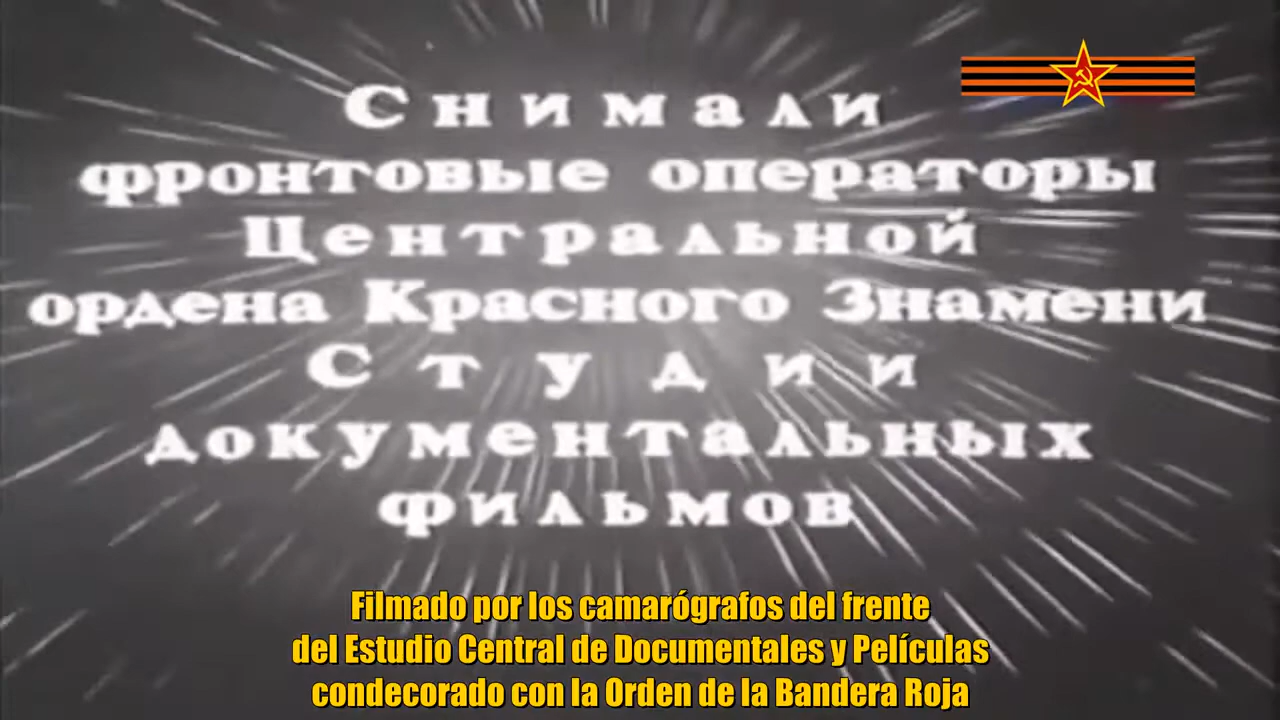 Снимали
фронтовые операторы
Центральной
ордена Красного Знамени
Студии
документальных
фильмов
Filmado por los camarógrafos del frente
del Estudio Central de Documentales y Películas
condecorado con la Orden de la Bandera Roja